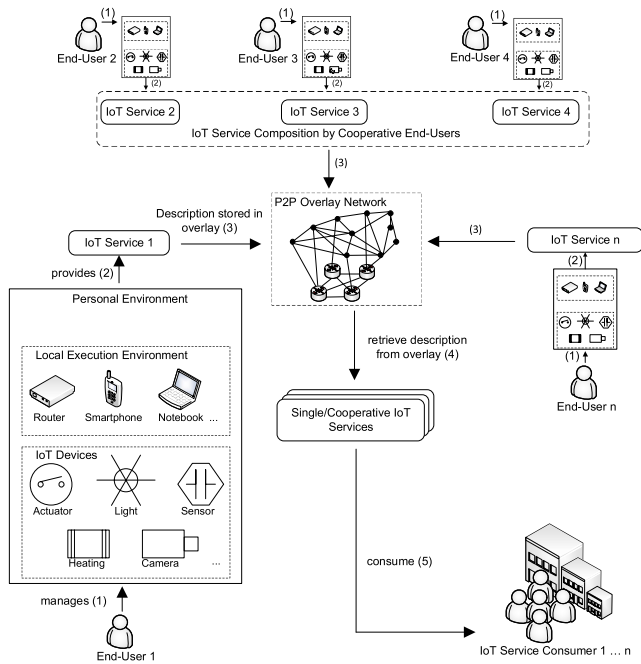 (1)
(1)
(1)
End-User 2
End-User 3
End-User 4
(2)
(2)
(2)
IoT Service 2
IoT Service 3
IoT Service 4
IoT Service Composition by Cooperative End-Users
(3)
P2P Overlay Network
Description stored in
overlay (3)
IoT Service 1
(3)
IoT Service n
provides (2)
(2)
Personal Environment
retrieve description
from overlay (4)
Local Execution Environment
Router
Smartphone
Notebook ...
(1)
End-User n
Single/Cooperative IoT
Services
IoT Devices
Actuator
Light
Sensor
Heating
Camera
...
consume (5)
manages (1)
End-User 1
IoT Service Consumer 1 ... n